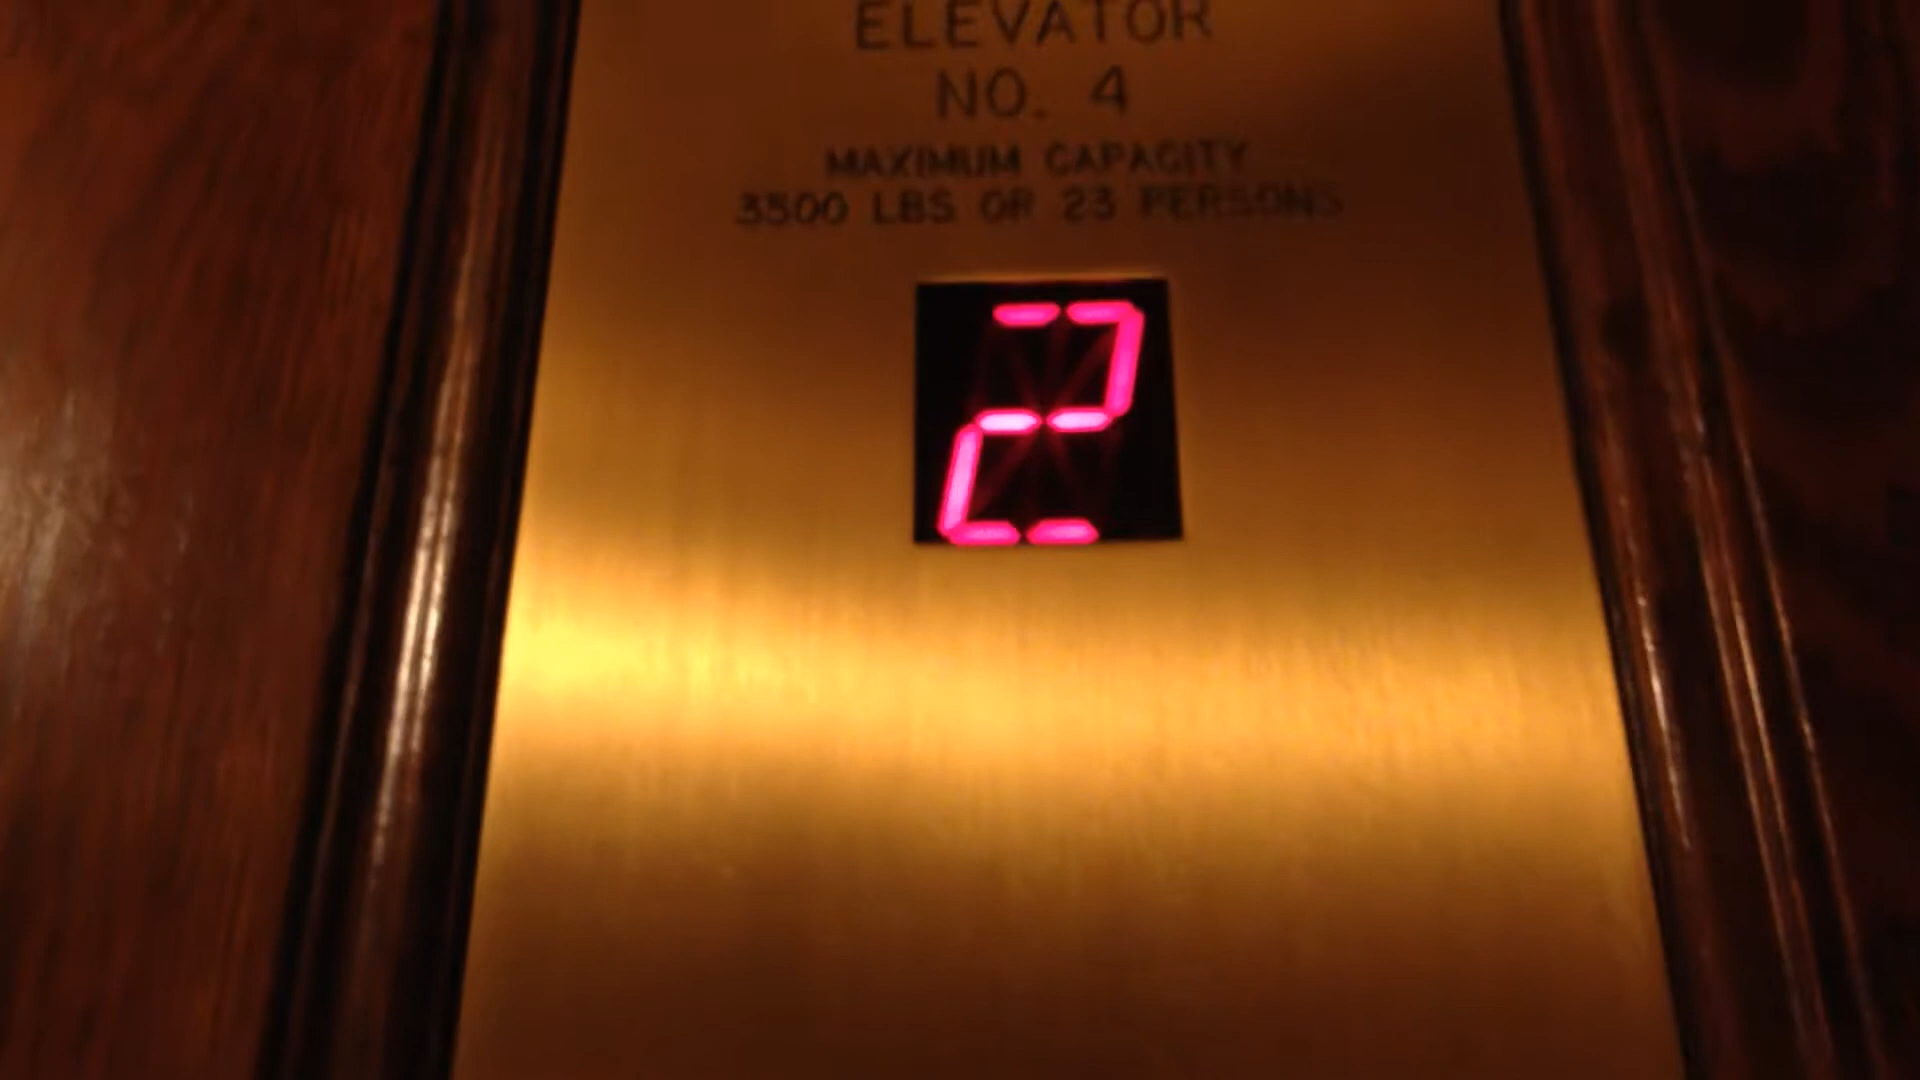 ELEVATOR
NO. 4
MAXIMUM CAPACITY
3500 LBS OR 23 PERSONS
2